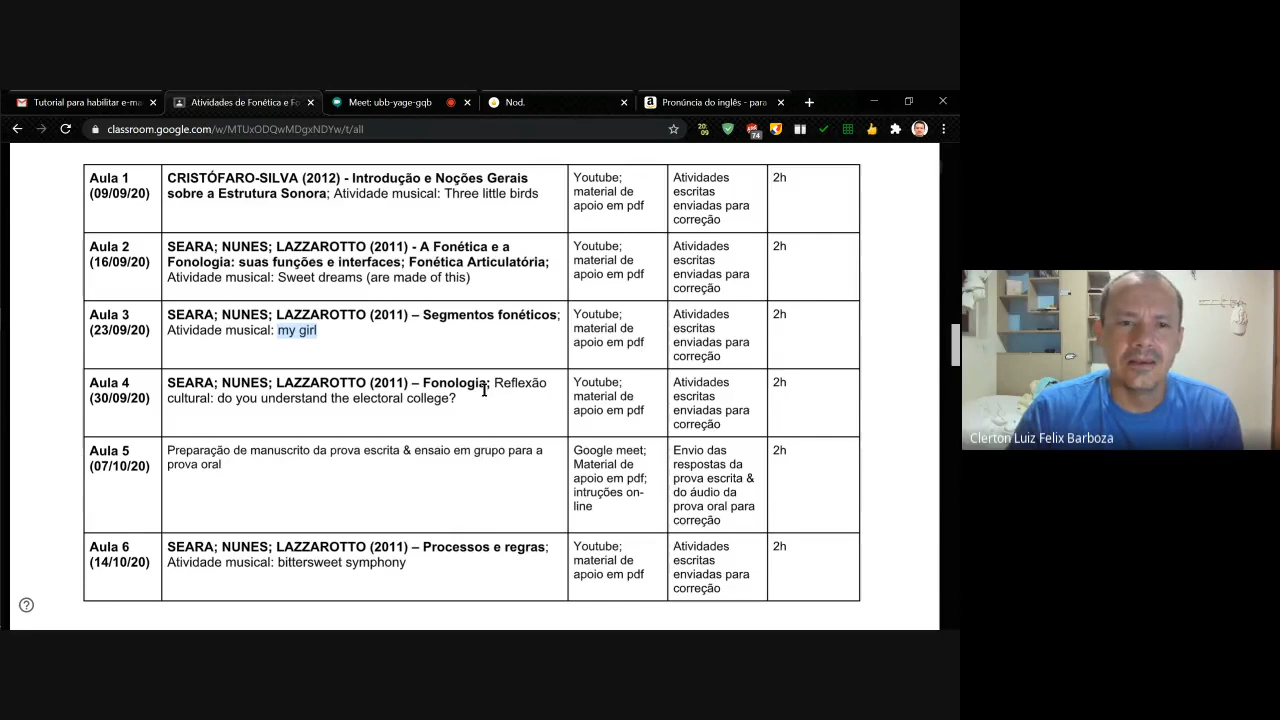 Tutorial para habilitar e-ma
Atividades de Fonética e Fo
Meet: ubb-yage-gqb
Nod.
Pronúncia do inglês - para
classroom.google.com/w/MTUxODQwMDgxNDYw/t/all
20
09
74
Aula 1
(09/09/20)
CRISTÓFARO-SILVA (2012) - Introdução e Noções Gerais
sobre a Estrutura Sonora; Atividade musical: Three little birds
Youtube;
material de
apoio em pdf
Atividades
escritas
enviadas para
correção
2h
Aula 2
(16/09/20)
SEARA; NUNES; LAZZAROTTO (2011) - A Fonética e a
Fonologia: suas funções e interfaces; Fonética Articulatória;
Atividade musical: Sweet dreams (are made of this)
Youtube;
material de
apoio em pdf
Atividades
escritas
enviadas para
correção
2h
Aula 3
(23/09/20)
SEARA; NUNES; LAZZAROTTO (2011) – Segmentos fonéticos;
Atividade musical: my girl
Youtube;
material de
apoio em pdf
Atividades
escritas
enviadas para
correção
2h
Aula 4
(30/09/20)
SEARA; NUNES; LAZZAROTTO (2011) – Fonologia; Reflexão
cultural: do you understand the electoral college?
Youtube;
material de
apoio em pdf
Atividades
escritas
enviadas para
correção
2h
Aula 5
(07/10/20)
Preparação de manuscrito da prova escrita & ensaio em grupo para a
prova oral
Google meet;
Material de
apoio em pdf;
intruções on-
line
Envio das
respostas da
prova escrita &
do áudio da
prova oral para
correção
2h
Aula 6
(14/10/20)
SEARA; NUNES; LAZZAROTTO (2011) – Processos e regras;
Atividade musical: bittersweet symphony
Youtube;
material de
apoio em pdf
Atividades
escritas
enviadas para
correção
2h
Clerton Luiz Felix Barboza